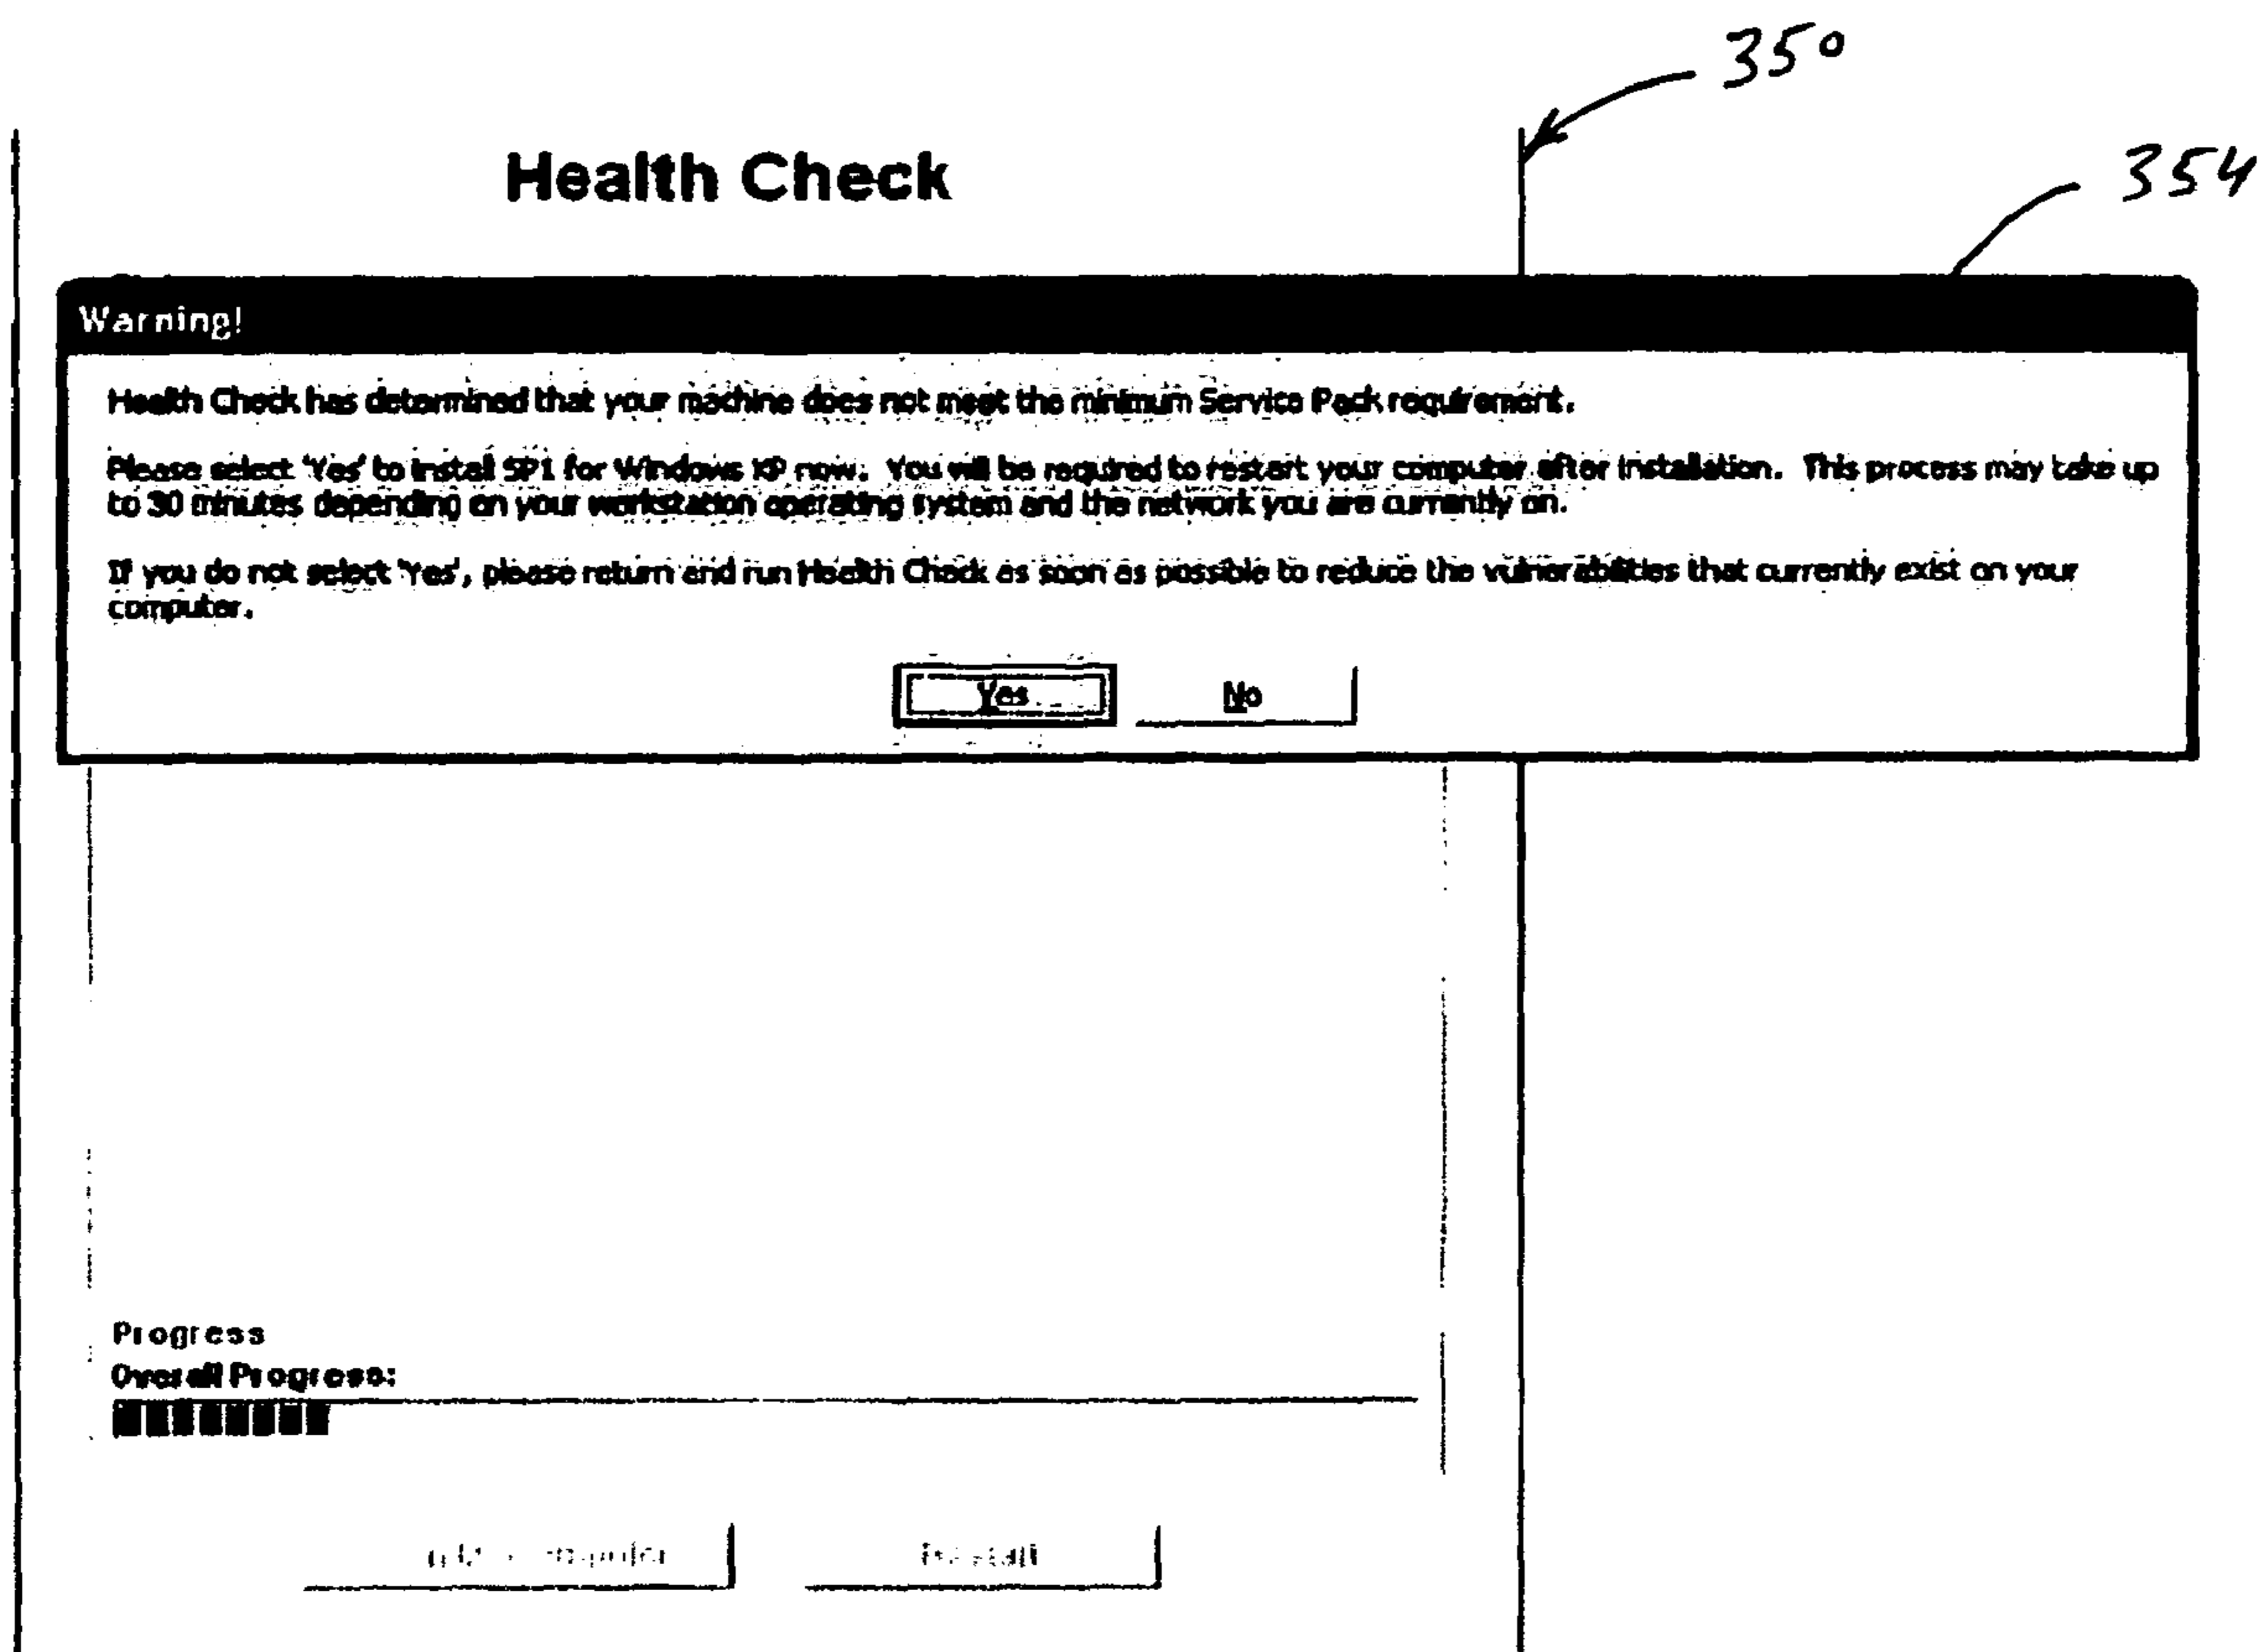 350
Health Check
354
Warning!
Health Check has determined that your machine does not meet the minimum Service Pack requirement.
Please select 'Yes' to install SP1 for Windows XP now. You will be required to restart your computer after installation. This process may take up
to 30 minutes depending on your workstation operating system and the network you are currently on.
If you do not select 'Yes', please return and run Health Check as soon as possible to reduce the vulnerabilities that currently exist on your
computer.
Yes No
Progress
Overall Progress: